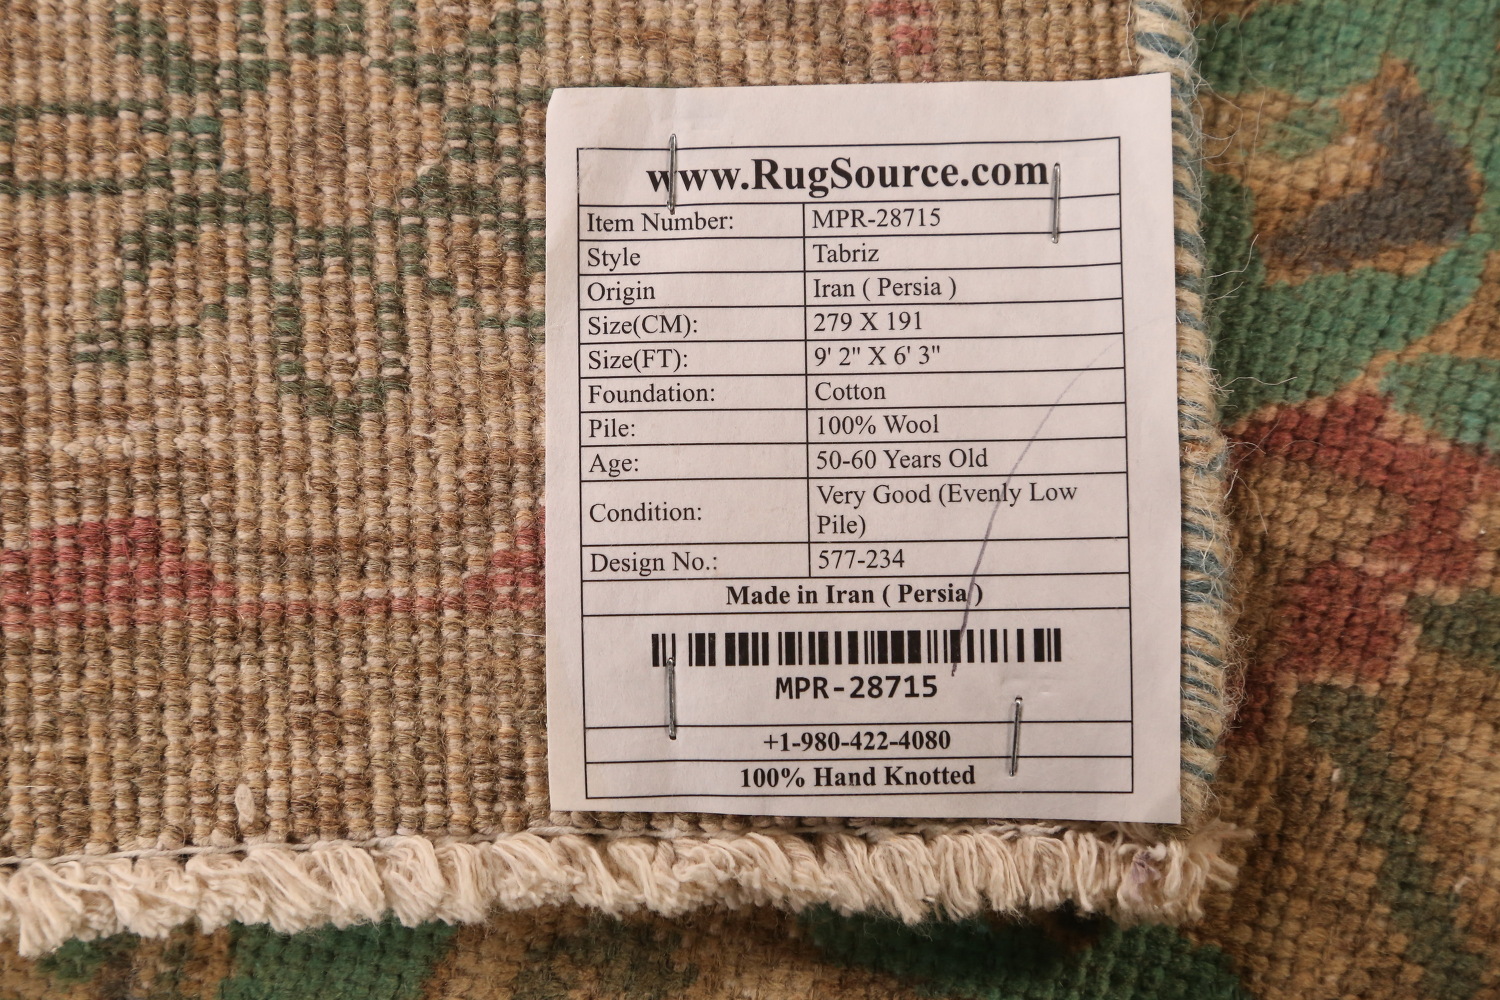 www.RugSource.com
Item Number: MPR-28715
Style Tabriz
Origin Iran ( Persia )
Size(CM): 279 X 191
Size(FT): 9' 2" X 6' 3"
Foundation: Cotton
Pile: 100% Wool
Age: 50-60 Years Old
Condition: Very Good (Evenly Low
Pile)
Design No.: 577-234
Made in Iran ( Persia )
MPR-28715
+1-980-422-4080
100% Hand Knotted